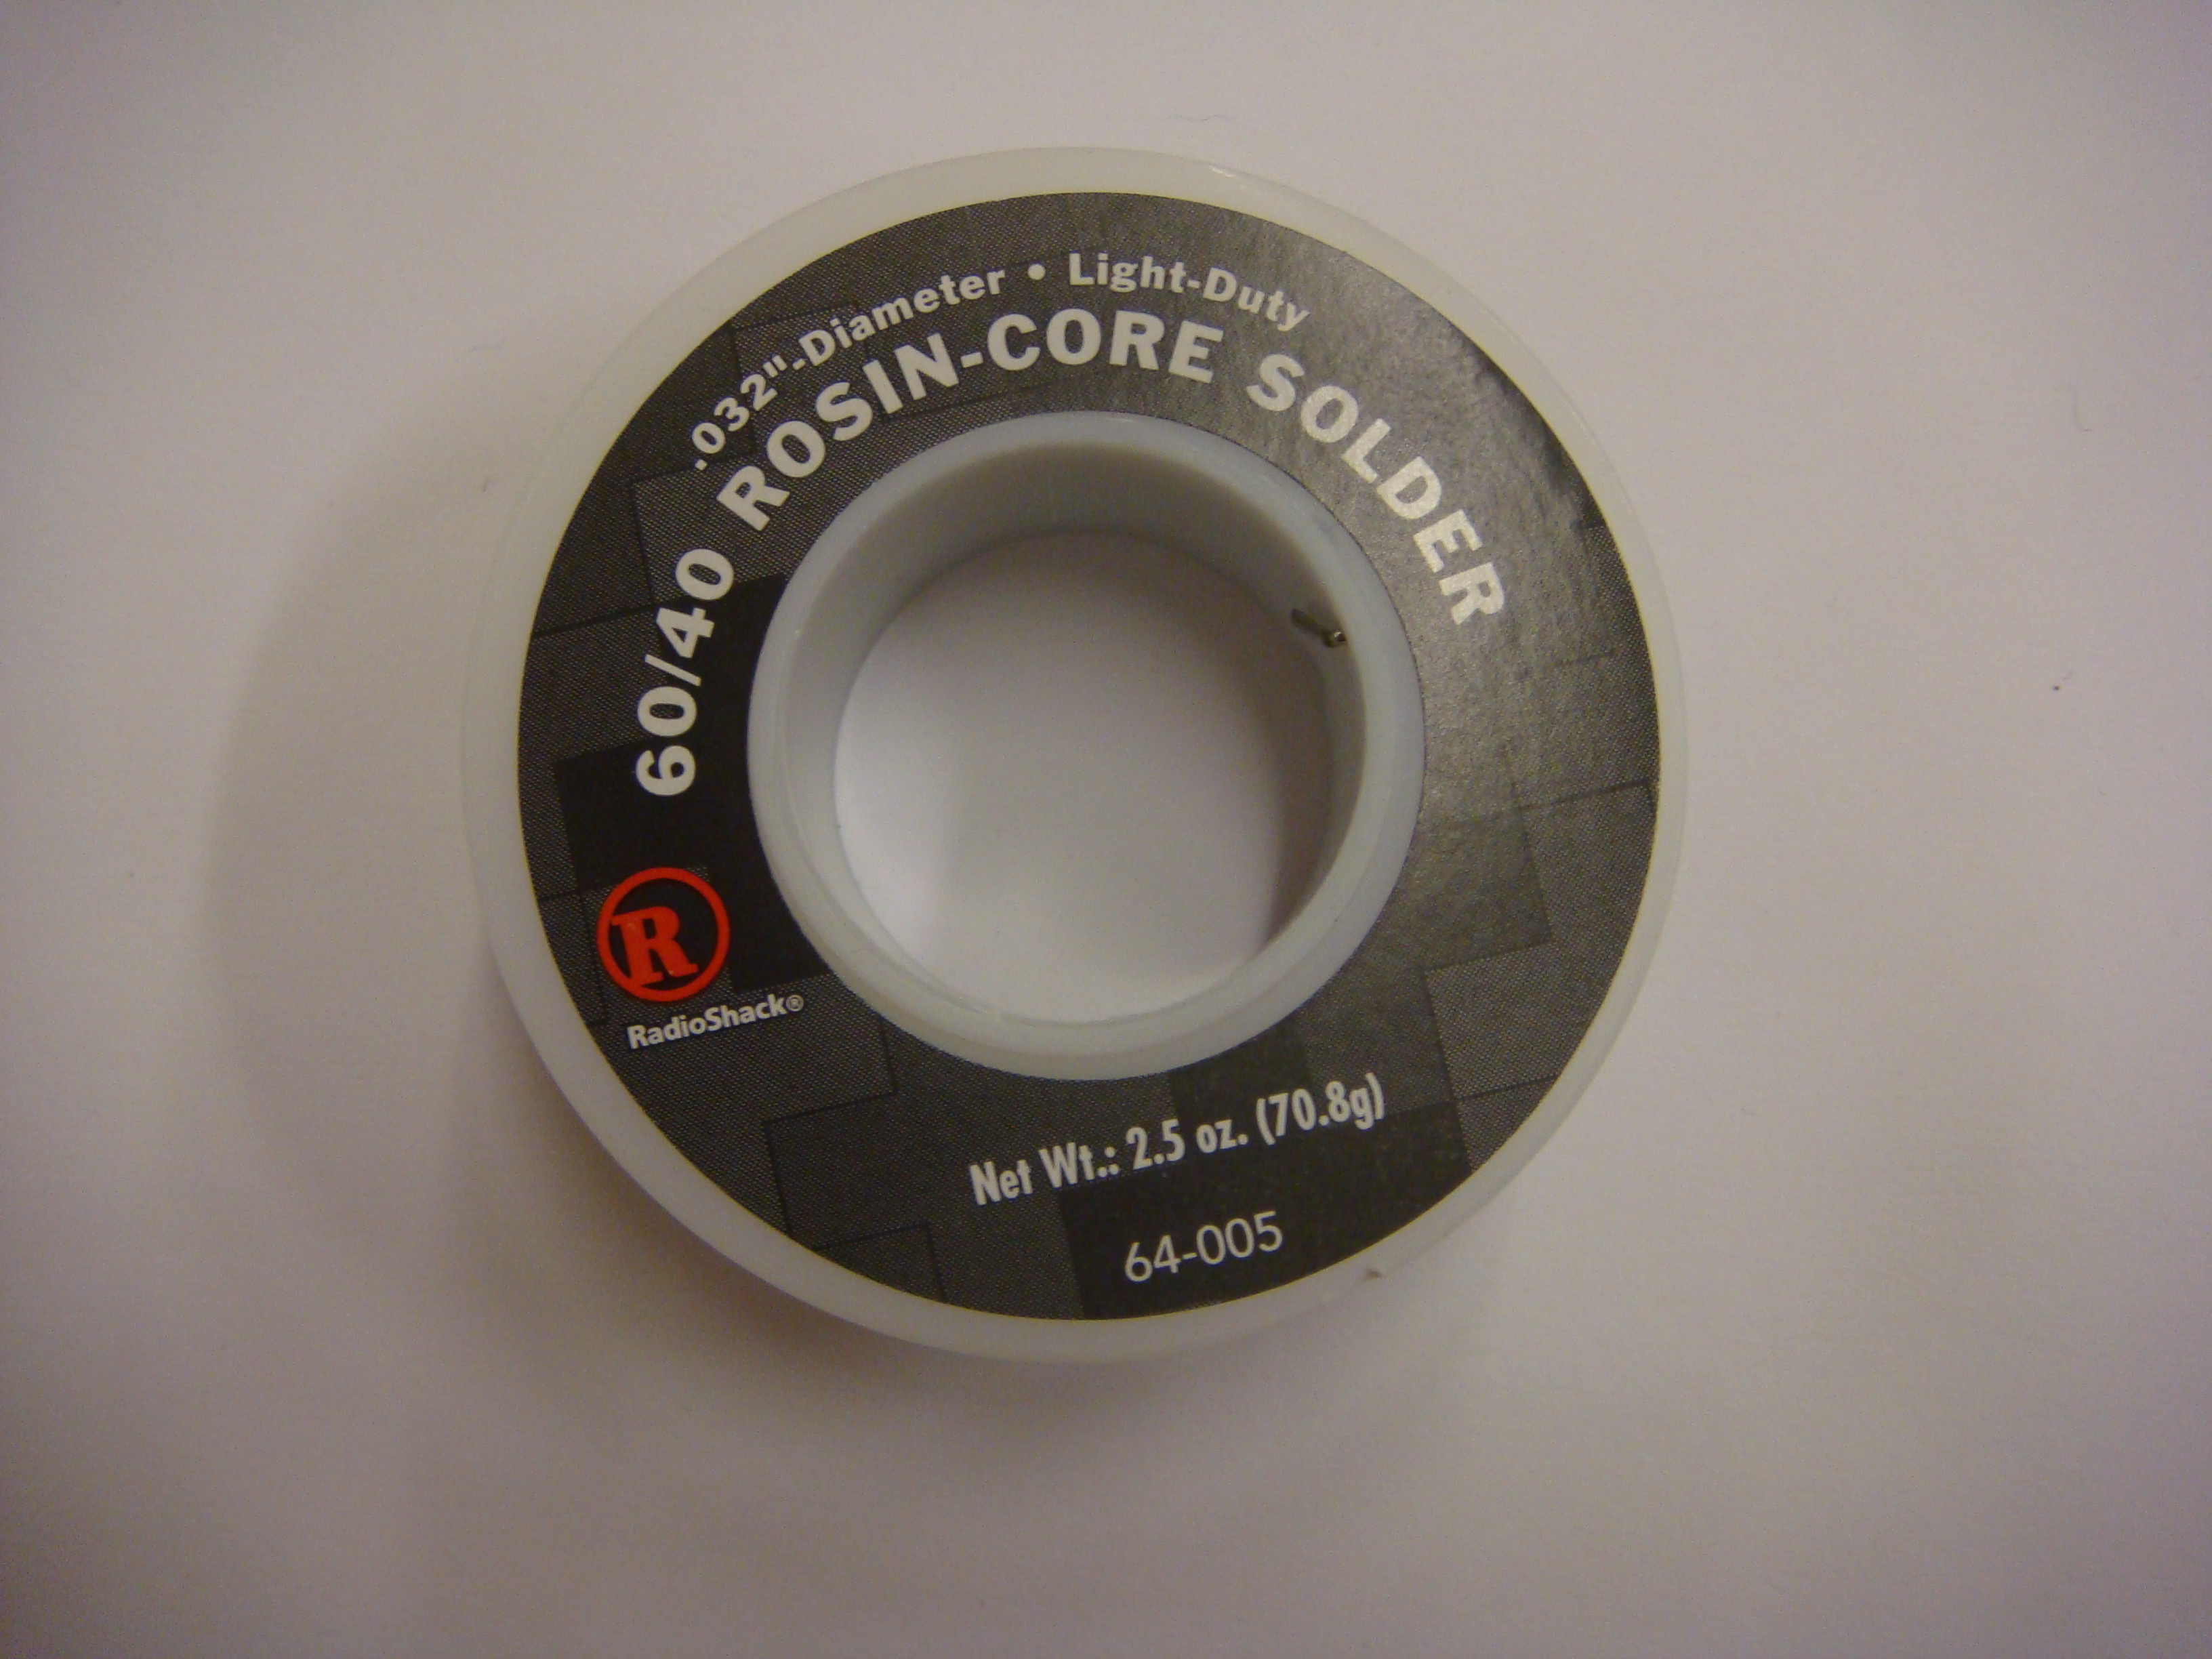 .032"-Diameter • Light-Duty
60/40 ROSIN-CORE SOLDER
R
RadioShack®
Net Wt.: 2.5 oz. (70.8g)
64-005